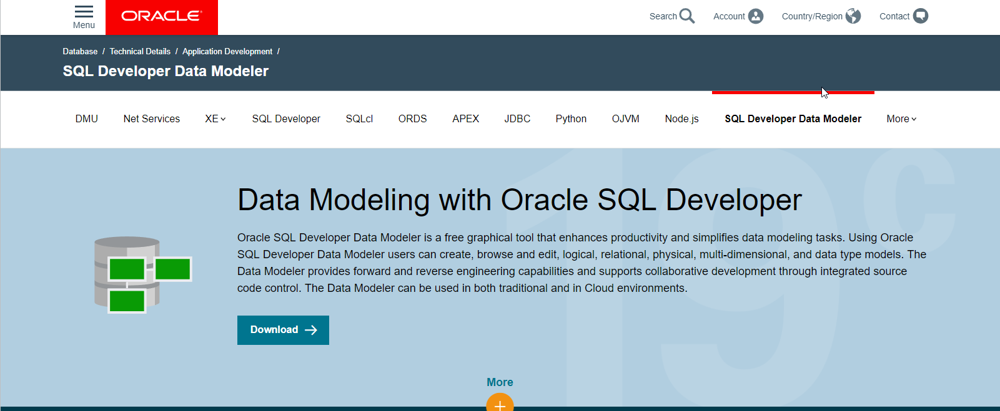 Menu
ORACLE
Search
Account
Country/Region
Contact
Database / Technical Details / Application Development /
SQL Developer Data Modeler
DMU Net Services XE SQL Developer SQLcl ORDS APEX JDBC Python OJVM Node.js SQL Developer Data Modeler More
19c
Data Modeling with Oracle SQL Developer
Oracle SQL Developer Data Modeler is a free graphical tool that enhances productivity and simplifies data modeling tasks. Using Oracle
SQL Developer Data Modeler users can create, browse and edit, logical, relational, physical, multi-dimensional, and data type models. The
Data Modeler provides forward and reverse engineering capabilities and supports collaborative development through integrated source
code control. The Data Modeler can be used in both traditional and in Cloud environments.
Download
More